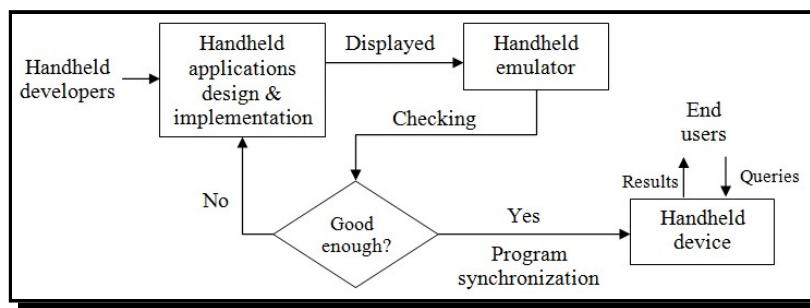 Handheld
developers
Handheld
applications
design &
implementation
Displayed
Handheld
emulator
Checking
No
Good
enough?
Yes
Program
synchronization
End
users
Results
Queries
Handheld
device